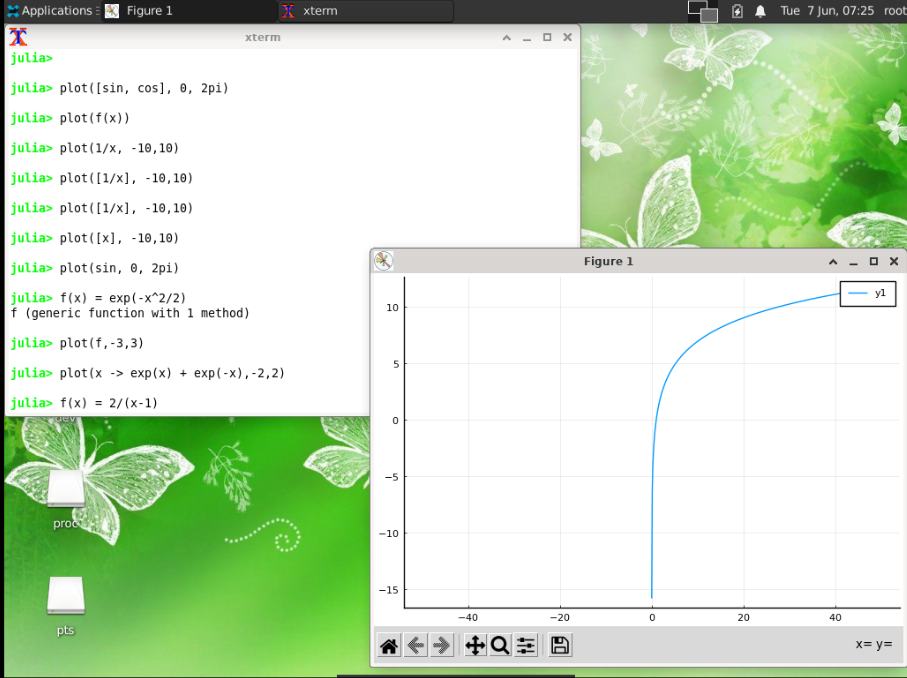 Applications Figure 1 xterm Tue 7 Jun, 07:25 root
xterm
julia>
julia> plot([sin, cos], 0, 2pi)
julia> plot(f(x))
julia> plot(1/x, -10,10)
julia> plot([1/x], -10,10)
julia> plot([1/x], -10,10)
julia> plot([x], -10,10)
julia> plot(sin, 0, 2pi)
julia> f(x) = exp(-x^2/2)
f (generic function with 1 method)
julia> plot(f,-3,3)
julia> plot(x -> exp(x) + exp(-x),-2,2)
julia> f(x) = 2/(x-1)
dev
proc
pts
Figure 1
y1
10
5
0
−5
−10
−15
−40 −20 0 20 40
x= y=